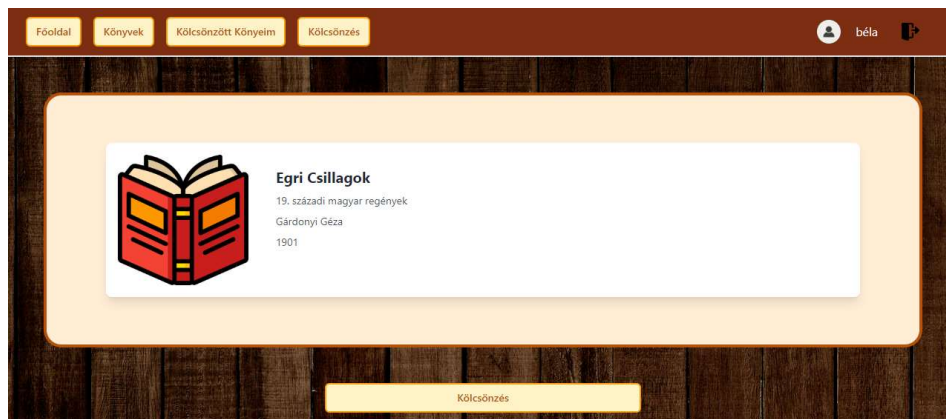 Főoldal Könyvek Kölcsönzött Könyeim Kölcsönzés béla
Egri Csillagok
19. századi magyar regények
Gárdonyi Géza
1901
Kölcsönzés